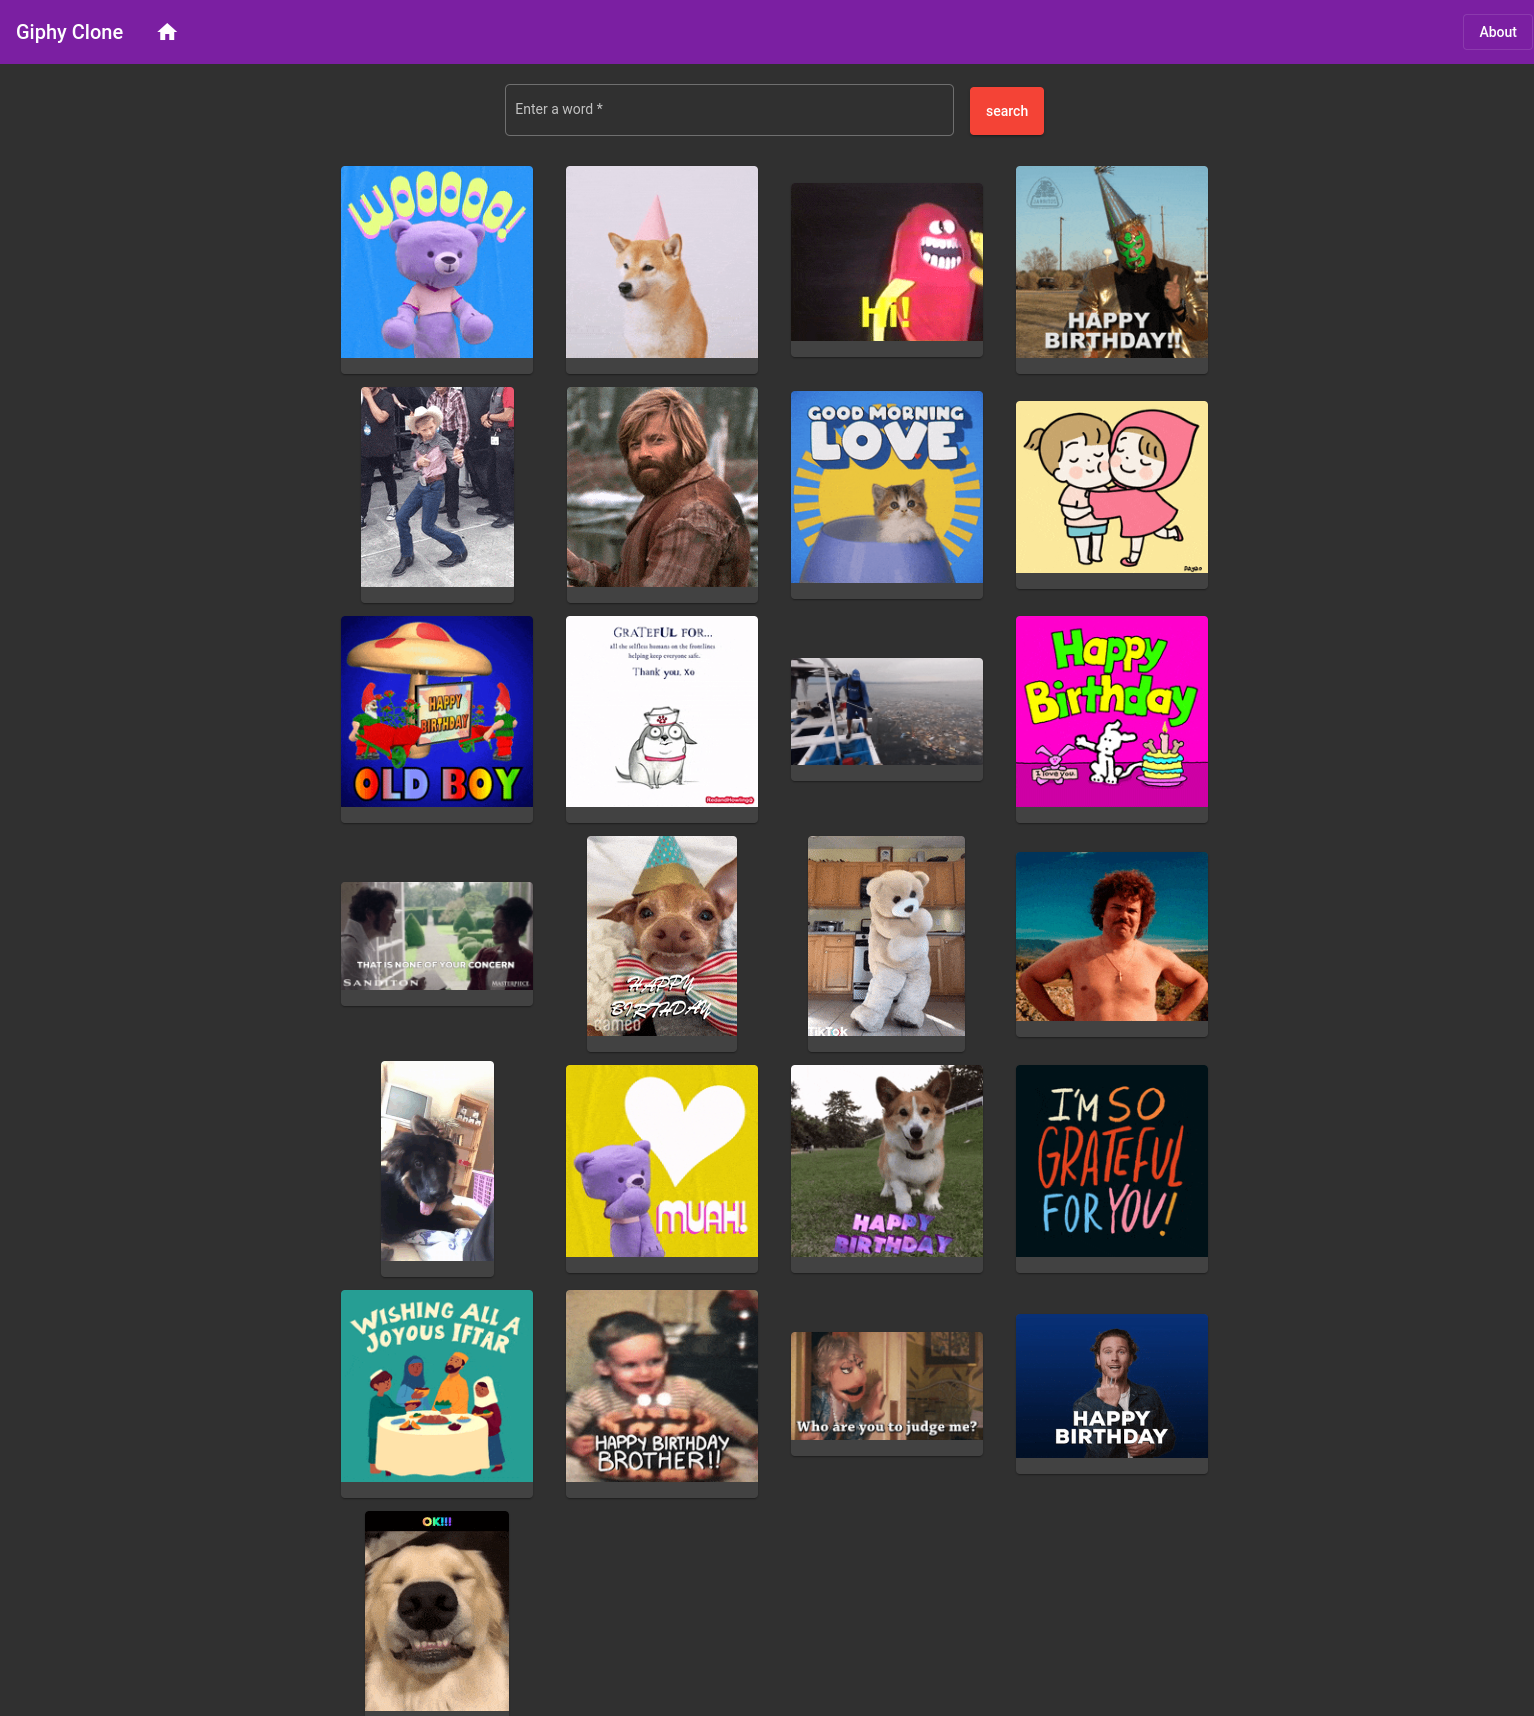 Giphy Clone
About
Enter a word *
search
WOOOOO!
Hi!
HAPPY
BIRTHDAY!!
GOOD MORNING
LOVE
HAPPY
BIRTHDAY
OLD BOY
GRATEFUL FOR...
all the selfless humans on the frontlines
helping keep everyone safe.
Thank you. Xo
Happy
Birthday
I love you.
THAT IS NONE OF YOUR CONCERN
SANDITON
MASTERPIECE
HAPPY
BIRTHDAY
cameo
TikTok
MUAH!
HAPPY
BIRTHDAY
I'M SO
GRATEFUL
FOR YOU!
WISHING ALL A
JOYOUS IFTAR
HAPPY BIRTHDAY
BROTHER!!
Who are you to judge me?
HAPPY
BIRTHDAY
OK!!!